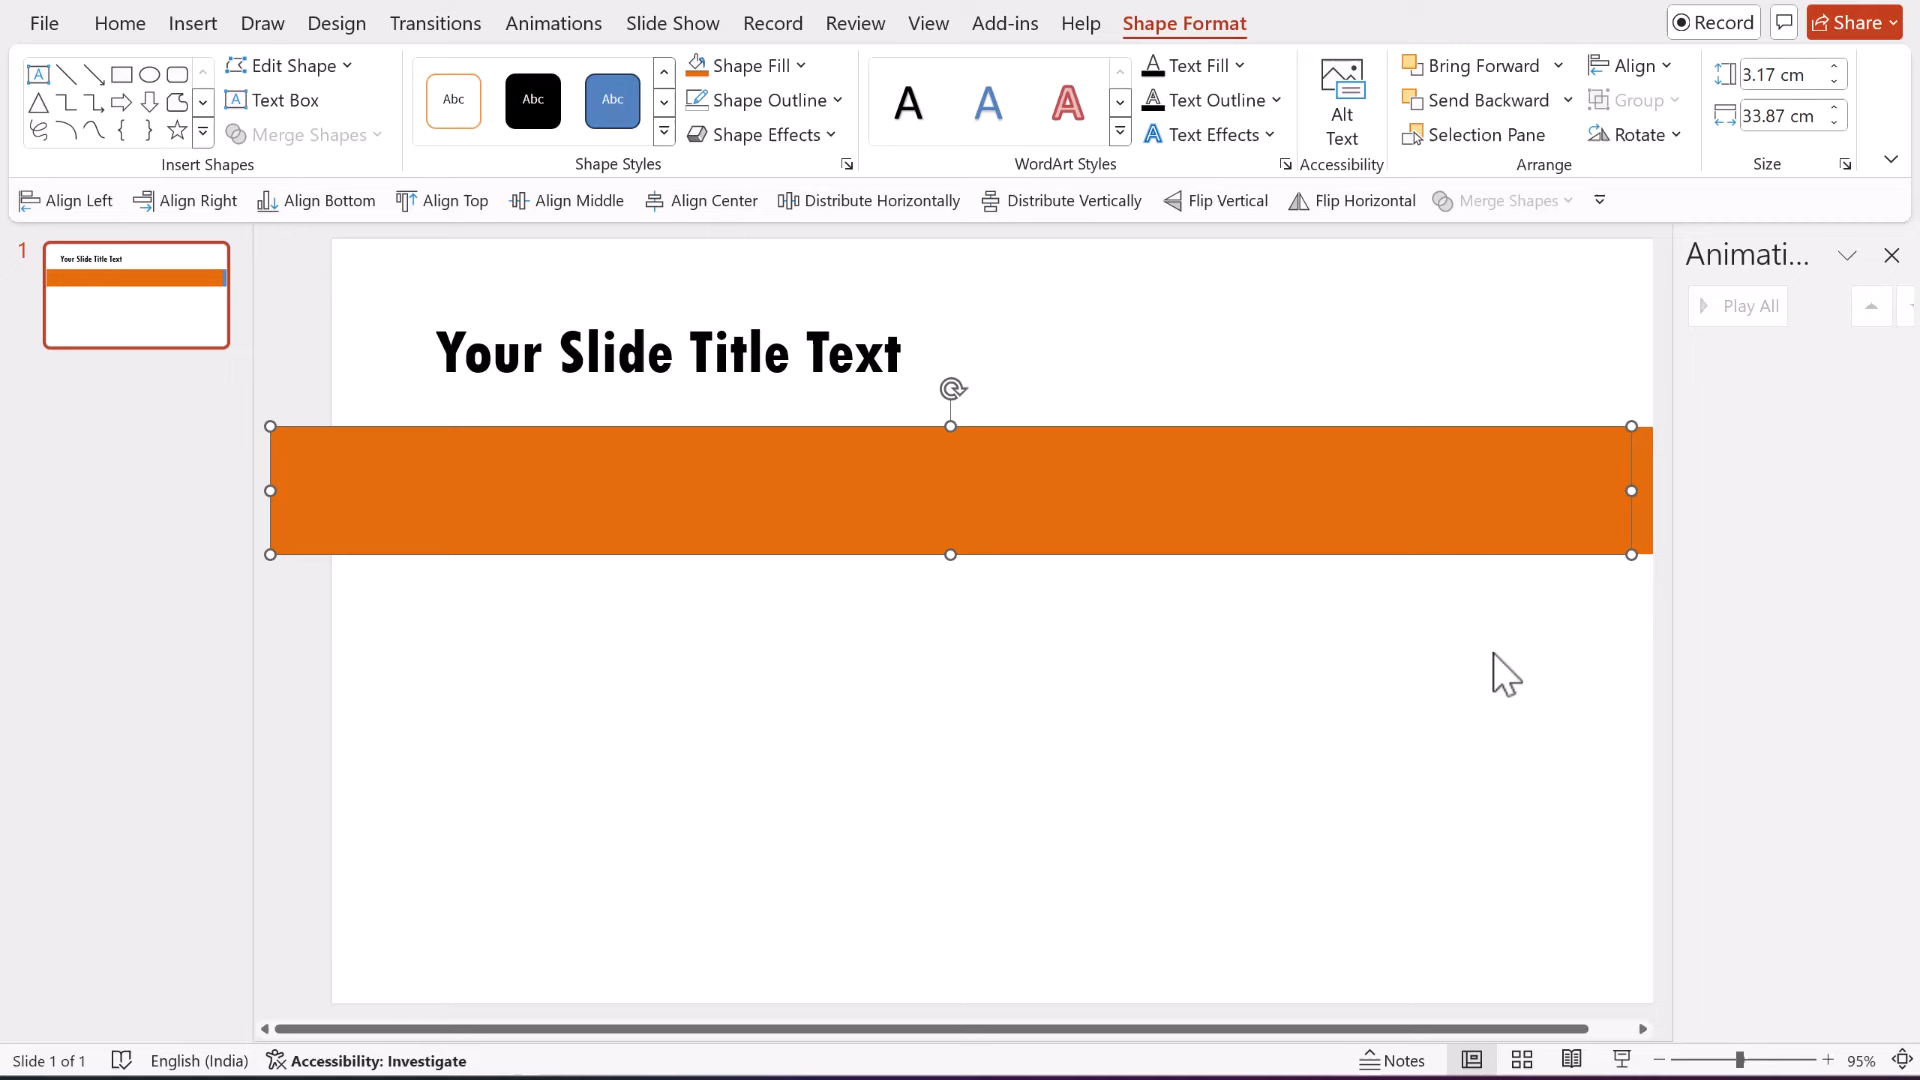 File Home Insert Draw Design Transitions Animations Slide Show Record Review View Add-ins Help Shape Format Record Share
Edit Shape
Text Box
Merge Shapes
Insert Shapes
Abc Abc Abc
Shape Fill
Shape Outline
Shape Effects
Shape Styles
A A A
Text Fill
Text Outline
Text Effects
WordArt Styles
Alt
Text
Accessibility
Bring Forward
Send Backward
Selection Pane
Align
Group
Rotate
Arrange
3.17 cm
33.87 cm
Size
Align Left Align Right Align Bottom Align Top Align Middle Align Center Distribute Horizontally Distribute Vertically Flip Vertical Flip Horizontal Merge Shapes
1
Your Slide Title Text
Your Slide Title Text
Animati...
Play All
Slide 1 of 1 English (India) Accessibility: Investigate Notes 95%